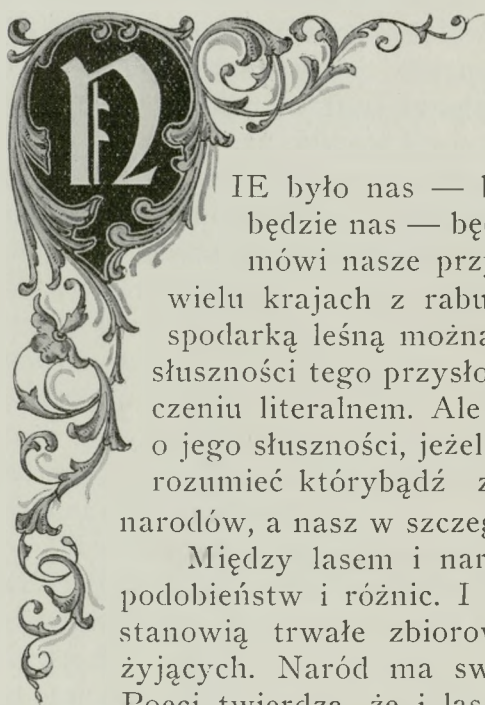 NIE było nas —
będzie nas —
mówi nasze
wielu krajach z
spodarką leśną można
słuszności tego
czeniu literalnem. Ale
o jego słuszności,
rozumieć którybądź
narodów, a nasz w
Między lasem i
podobieństw i różnic. I
stanowią trwałe
żyjących. Naród ma
Poeci twierdzą, że i las